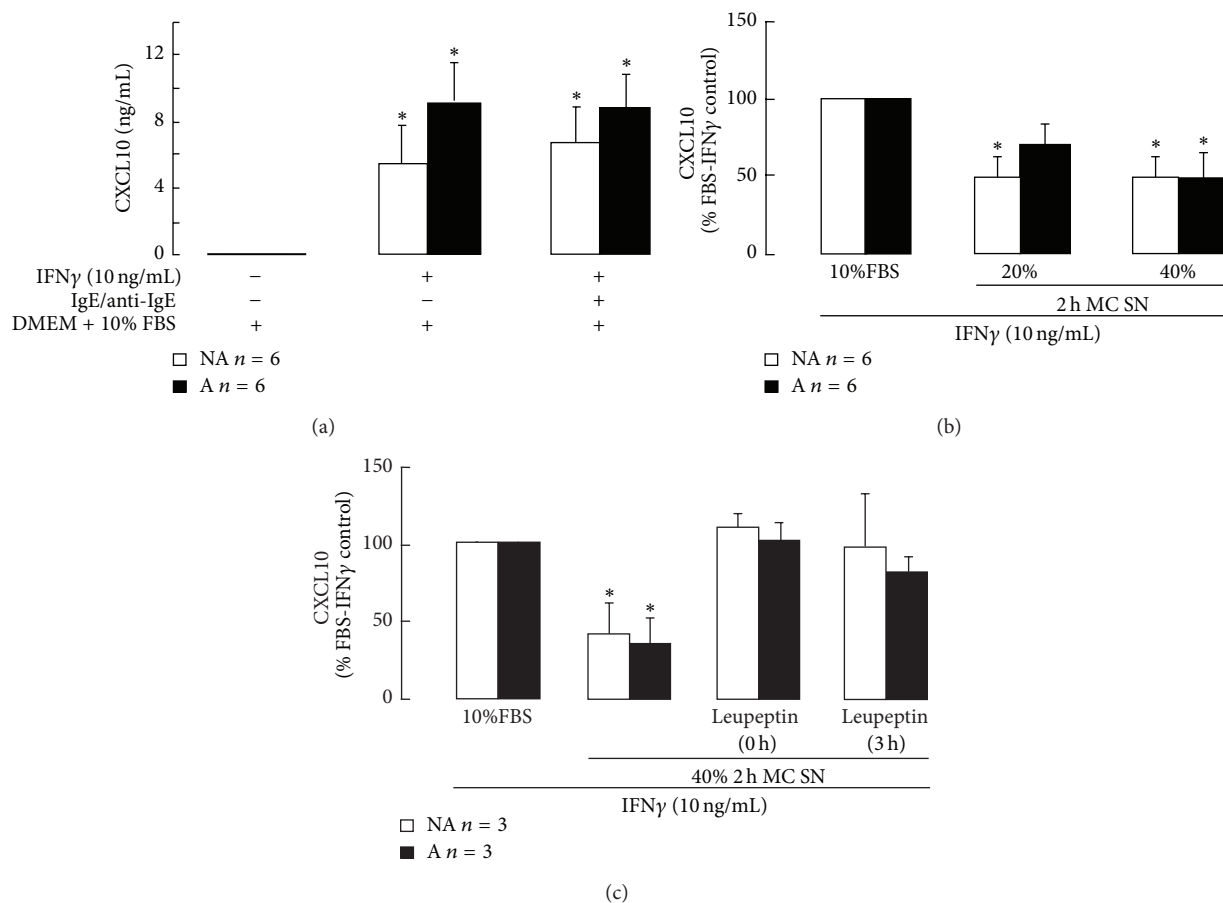 12
8
4
0
CXCL10 (ng/mL)
*
*
*
*
IFNγ (10 ng/mL) − + +
IgE/anti-IgE − − +
DMEM + 10% FBS + + +
NA n = 6
A n = 6
(a)
150
100
50
0
CXCL10
(% FBS-IFNγ control)
*
*
*
10%FBS 20% 40%
2 h MC SN
IFNγ (10 ng/mL)
NA n = 6
A n = 6
(b)
150
100
50
0
CXCL10
(% FBS-IFNγ control)
*
*
10%FBS Leupeptin Leupeptin
(0 h) (3 h)
40% 2 h MC SN
IFNγ (10 ng/mL)
NA n = 3
A n = 3
(c)